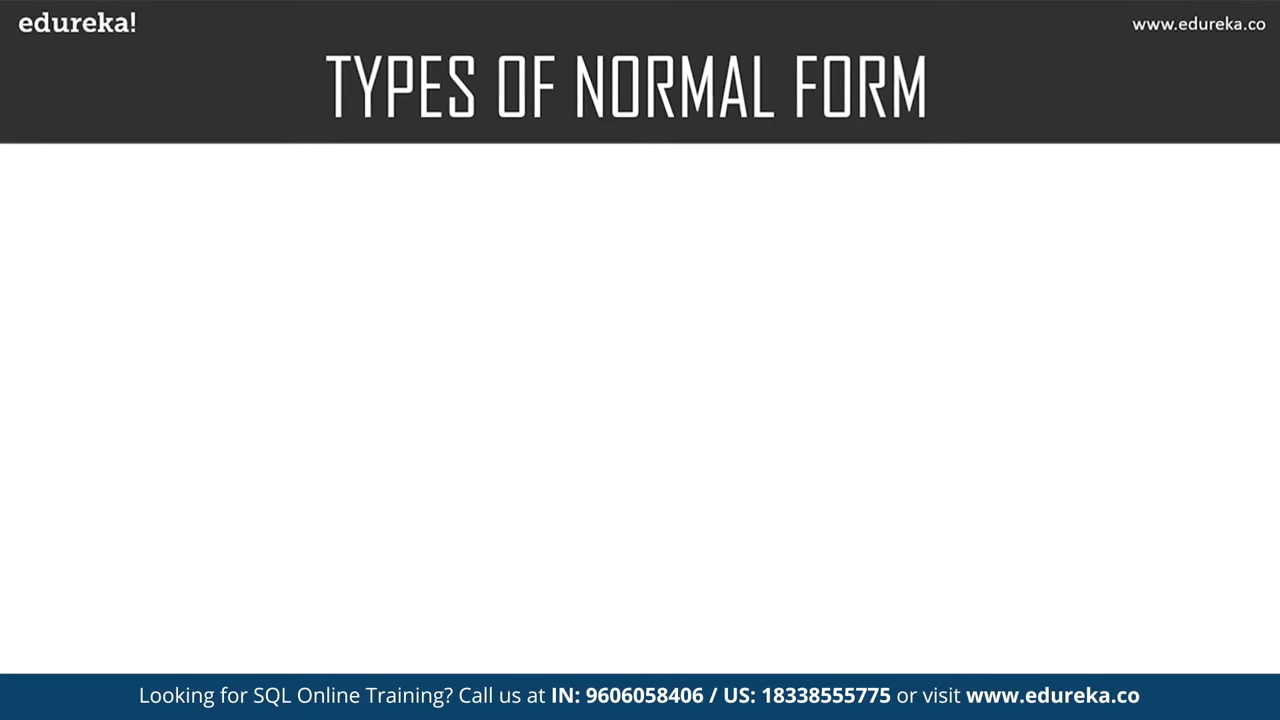 edureka!
www.edureka.co
TYPES OF NORMAL FORM
Looking for SQL Online Training? Call us at IN: 9606058406 / US: 18338555775 or visit www.edureka.co